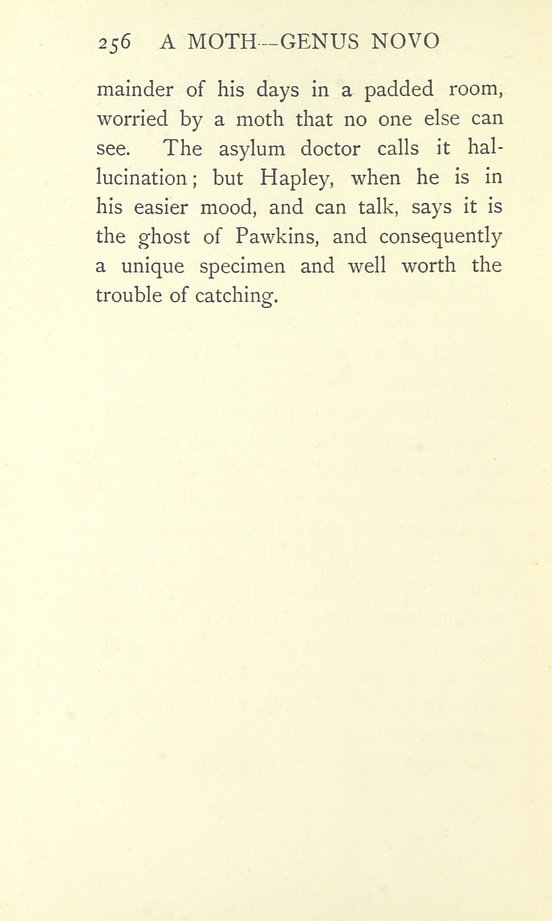 256 A MOTH—GENUS NOVO
mainder of his days in a padded room,
worried by a moth that no one else can
see. The asylum doctor calls it hal-
lucination; but Hapley, when he is in
his easier mood, and can talk, says it is
the ghost of Pawkins, and consequently
a unique specimen and well worth the
trouble of catching.